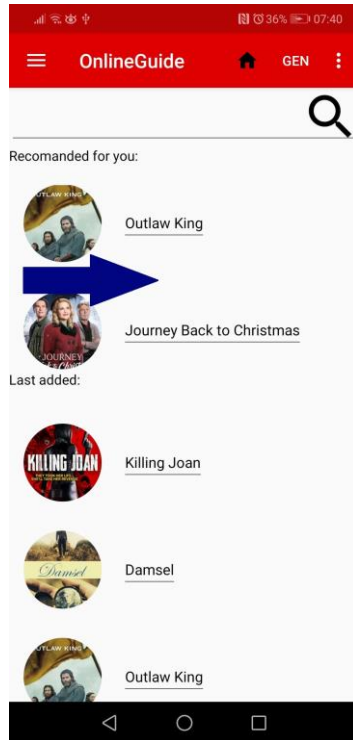 36% 07:40
OnlineGuide GEN
Recomanded for you:
OUTLAW KING
Outlaw King
JOURNEY
Journey Back to Christmas
Last added:
KILLING JOAN
Killing Joan
Damsel
Damsel
OUTLAW KING
Outlaw King